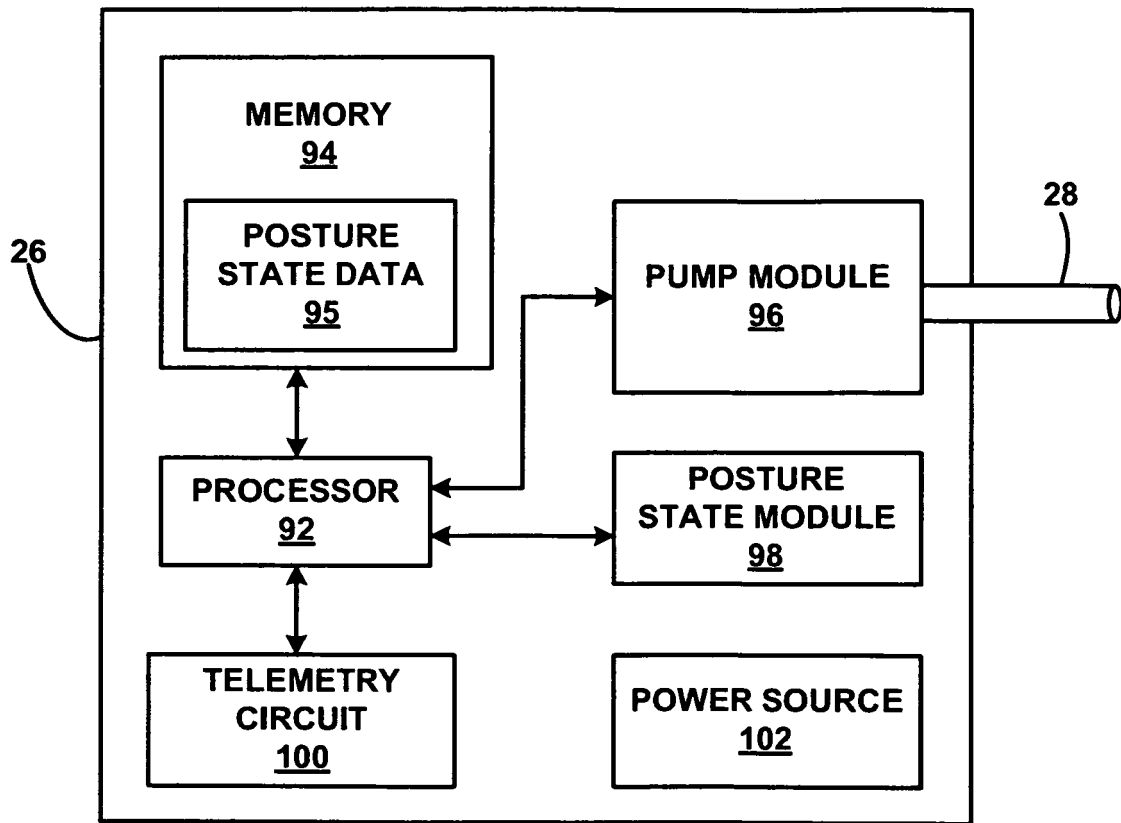 MEMORY
94
POSTURE
STATE DATA
95
26
PUMP MODULE
96
28
PROCESSOR
92
POSTURE
STATE MODULE
98
TELEMETRY
CIRCUIT
100
POWER SOURCE
102